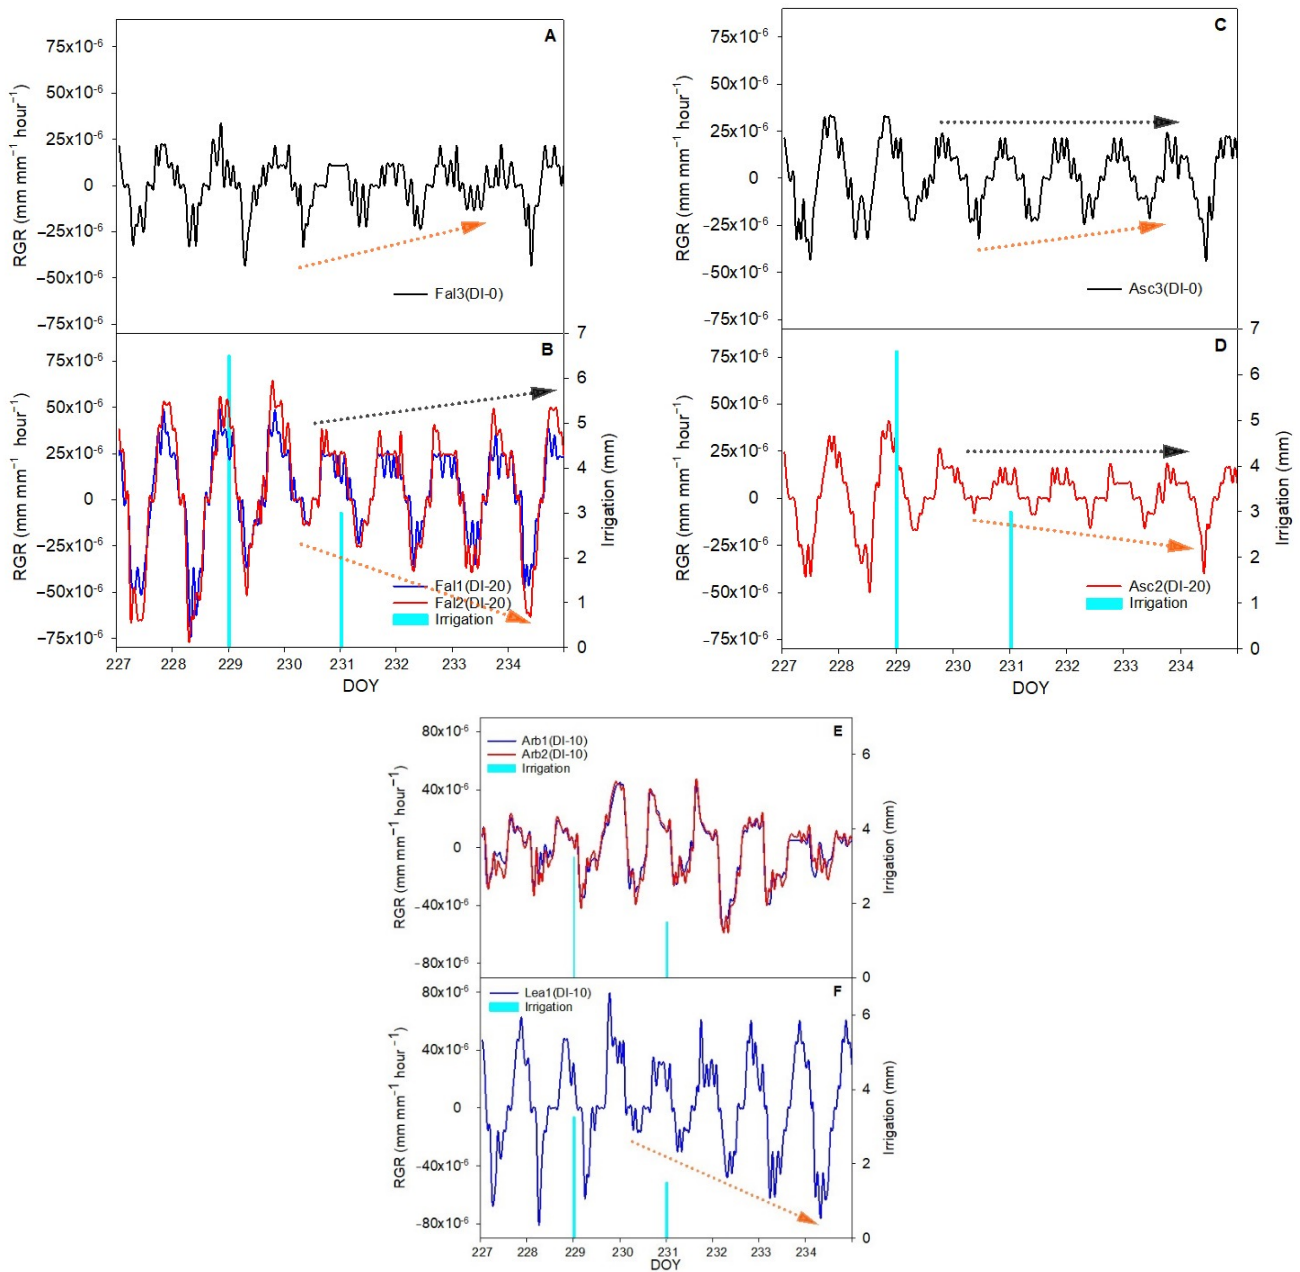 A
75x10⁻⁶
50x10⁻⁶
25x10⁻⁶
0
−25x10⁻⁶
−50x10⁻⁶
−75x10⁻⁶
RGR (mm mm⁻¹ hour⁻¹)
Fal3(DI-0)
B
75x10⁻⁶
50x10⁻⁶
25x10⁻⁶
0
−25x10⁻⁶
−50x10⁻⁶
−75x10⁻⁶
RGR (mm mm⁻¹ hour⁻¹)
7
6
5
4
3
2
1
0
Irrigation (mm)
Fal1(DI-20)
Fal2(DI-20)
Irrigation
227 228 229 230 231 232 233 234
DOY
C
75x10⁻⁶
50x10⁻⁶
25x10⁻⁶
0
−25x10⁻⁶
−50x10⁻⁶
−75x10⁻⁶
RGR (mm mm⁻¹ hour⁻¹)
Asc3(DI-0)
D
75x10⁻⁶
50x10⁻⁶
25x10⁻⁶
0
−25x10⁻⁶
−50x10⁻⁶
−75x10⁻⁶
RGR (mm mm⁻¹ hour⁻¹)
7
6
5
4
3
2
1
0
Irrigation (mm)
Asc2(DI-20)
Irrigation
227 228 229 230 231 232 233 234
DOY
E
80x10⁻⁶
40x10⁻⁶
0
−40x10⁻⁶
−80x10⁻⁶
RGR (mm mm⁻¹ hour⁻¹)
Arb1(DI-10)
Arb2(DI-10)
Irrigation
6
4
2
0
Irrigation (mm)
F
80x10⁻⁶
40x10⁻⁶
0
−40x10⁻⁶
−80x10⁻⁶
RGR (mm mm⁻¹ hour⁻¹)
Lea1(DI-10)
Irrigation
6
4
2
0
Irrigation (mm)
227 228 229 230 231 232 233 234
DOY